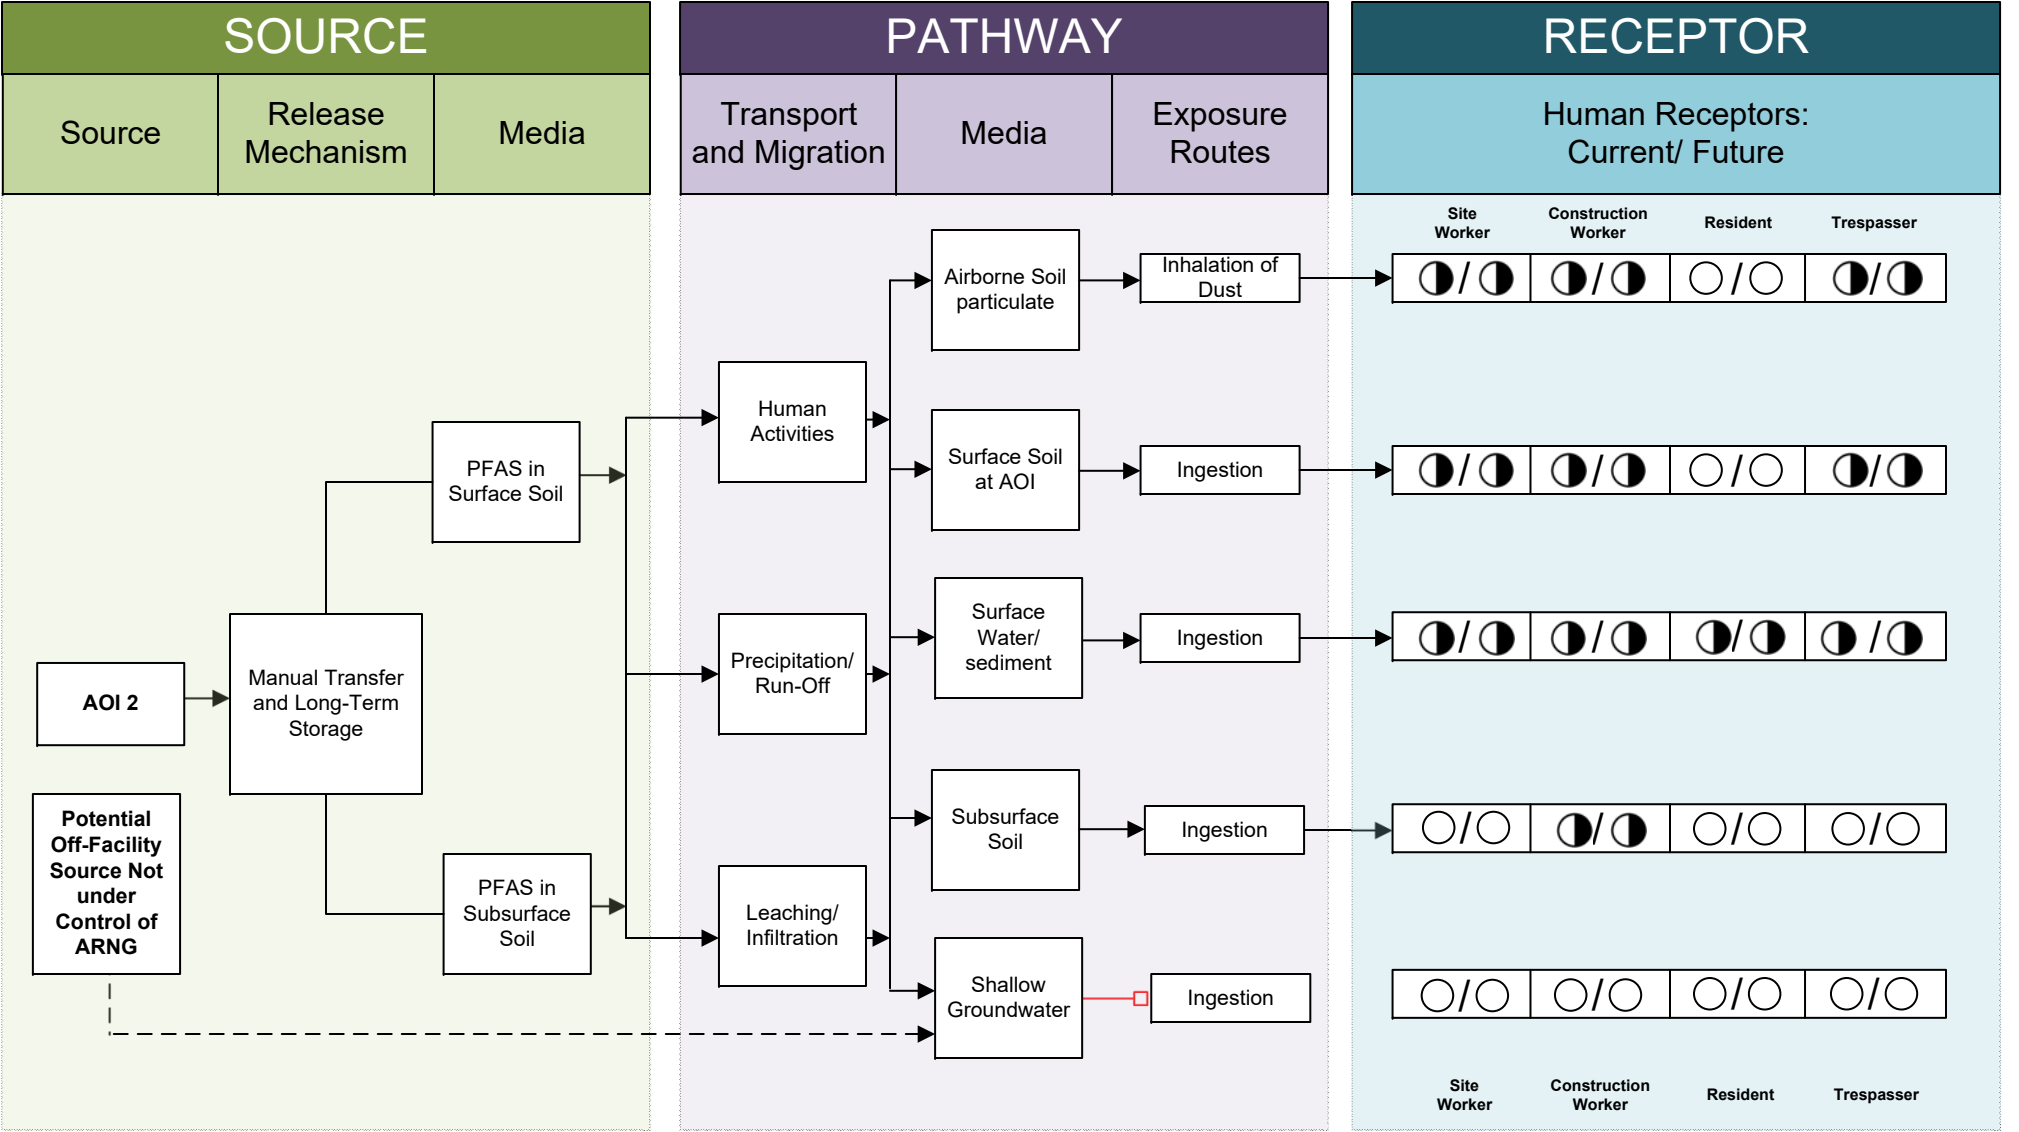 SOURCE
PATHWAY
RECEPTOR
Source
Release
Mechanism
Media
Transport
and Migration
Media
Exposure
Routes
Human Receptors:
Current/ Future
Site
Worker
Construction
Worker
Resident
Trespasser
Airborne Soil
particulate
Inhalation of
Dust
/
/
/
/
Human
Activities
PFAS in
Surface Soil
Surface Soil
at AOI
Ingestion
/
/
/
/
Surface
Water/
sediment
Ingestion
/
/
/
/
Precipitation/
Run-Off
Manual Transfer
and Long-Term
Storage
AOI 2
Potential
Off-Facility
Source Not
under
Control of
ARNG
Subsurface
Soil
Ingestion
/
/
/
/
PFAS in
Subsurface
Soil
Leaching/
Infiltration
Shallow
Groundwater
Ingestion
/
/
/
/
Site
Worker
Construction
Worker
Resident
Trespasser